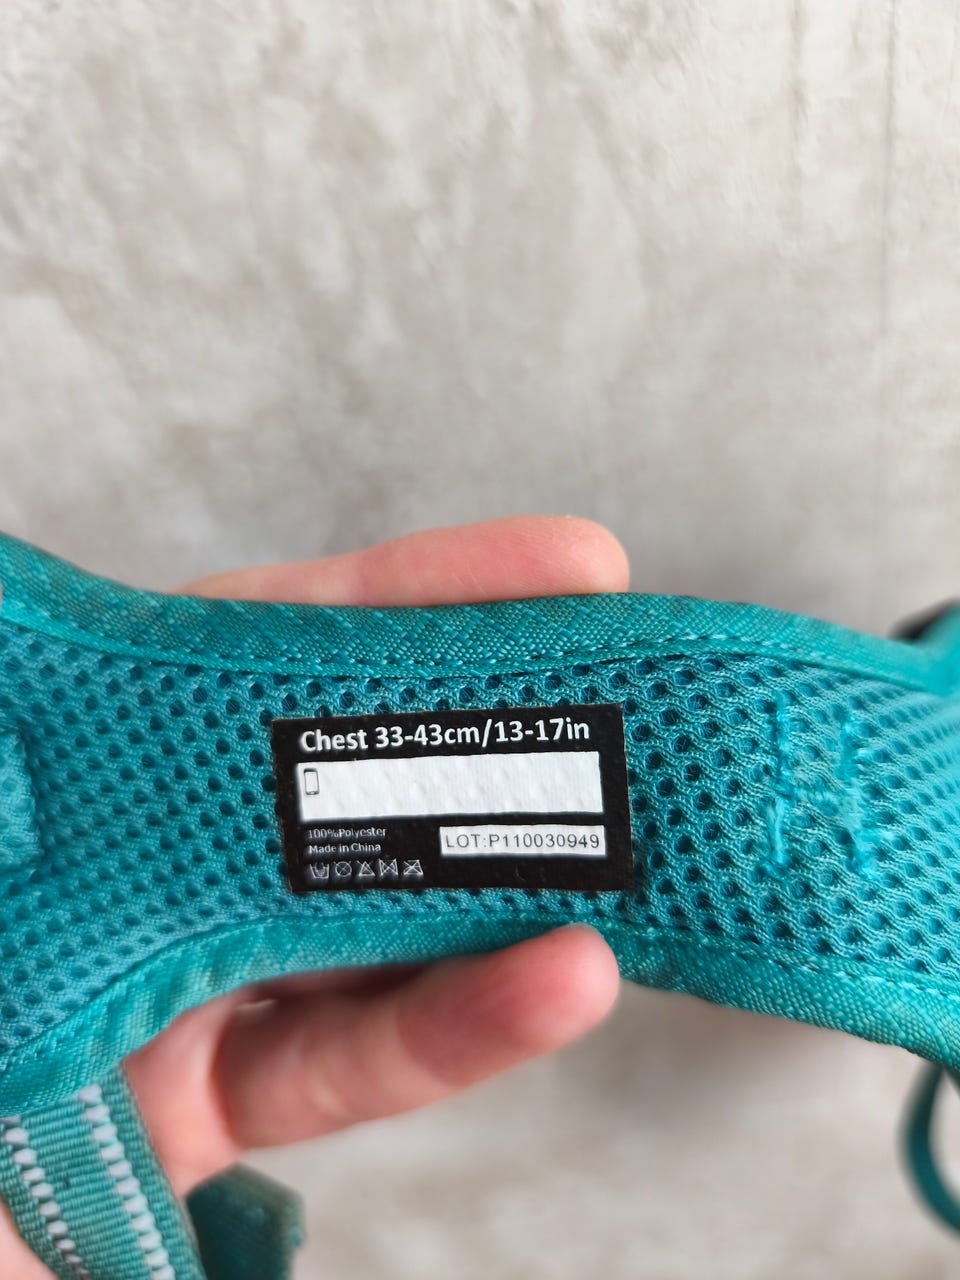 Chest 33-43cm/13-17in
100%Polyester
Made in China
LOT:P110030949